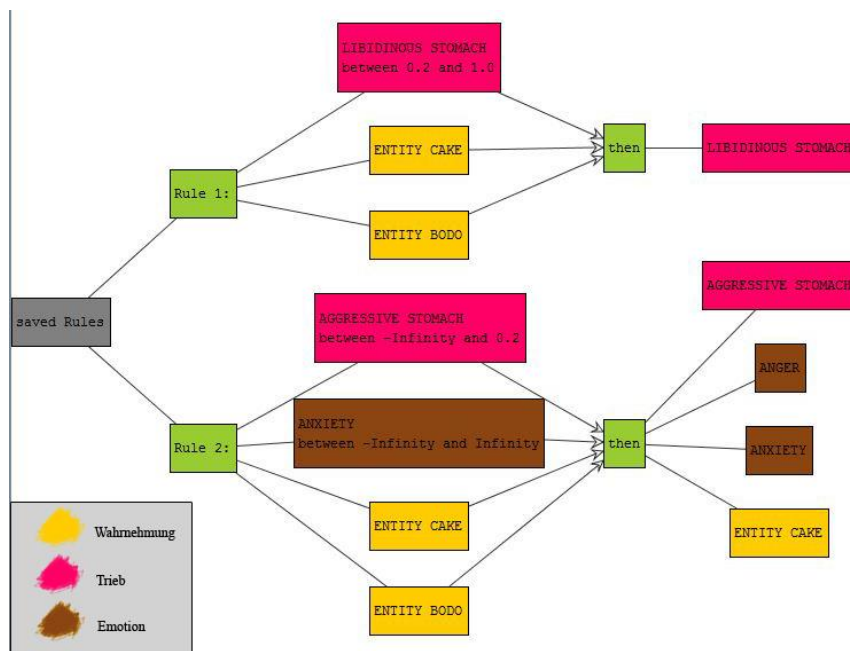 LIBIDINOUS STOMACH
between 0.2 and 1.0
ENTITY CAKE
then
LIBIDINOUS STOMACH
Rule 1:
ENTITY BODO
saved Rules
AGGRESSIVE STOMACH
AGGRESSIVE STOMACH
between -Infinity and 0.2
ANGER
ANXIETY
between -Infinity and Infinity
Rule 2:
then
ANXIETY
ENTITY CAKE
ENTITY CAKE
ENTITY BODO
Wahrnehmung
Trieb
Emotion